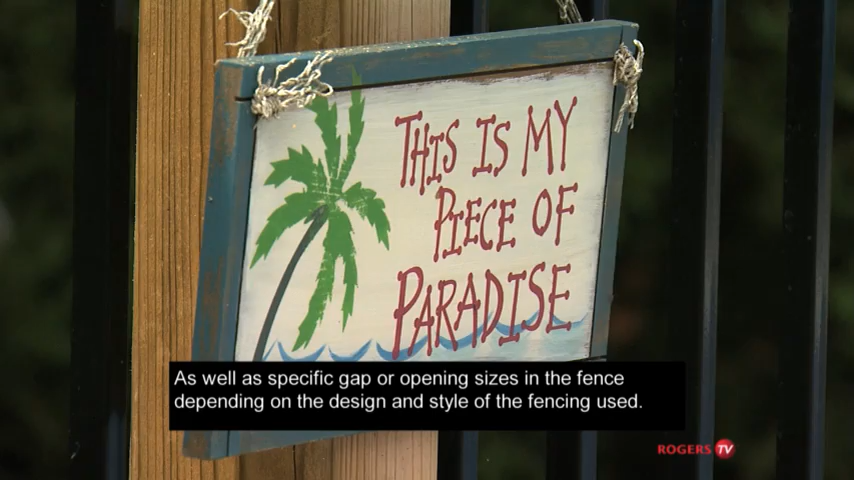 THIS IS MY
PIECE OF
PARADISE
As well as specific gap or opening sizes in the fence
depending on the design and style of the fencing used.
ROGERS TV